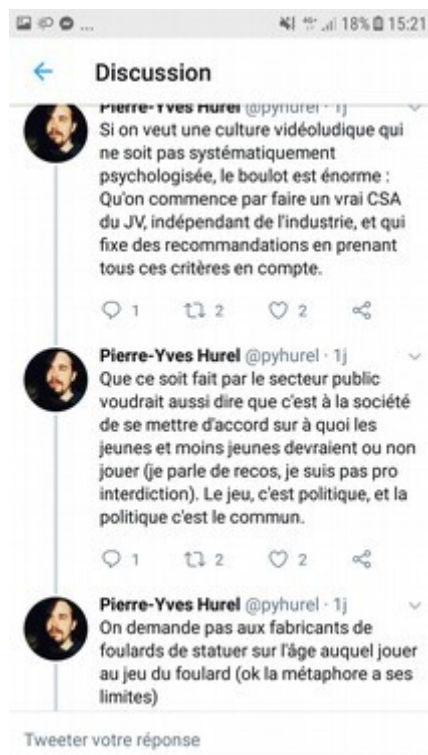 ... 18% 15:21
Discussion
Pierre-Yves Hurel @pyhurel · 1j
Si on veut une culture vidéoludique qui
ne soit pas systématiquement
psychologisée, le boulot est énorme :
Qu'on commence par faire un vrai CSA
du JV, indépendant de l'industrie, et qui
fixe des recommandations en prenant
tous ces critères en compte.
1 2 2
Pierre-Yves Hurel @pyhurel · 1j
Que ce soit fait par le secteur public
voudrait aussi dire que c'est à la société
de se mettre d'accord sur à quoi les
jeunes et moins jeunes devraient ou non
jouer (je parle de recos, je suis pas pro
interdiction). Le jeu, c'est politique, et la
politique c'est le commun.
1 2 2
Pierre-Yves Hurel @pyhurel · 1j
On demande pas aux fabricants de
foulards de statuer sur l'âge auquel jouer
au jeu du foulard (ok la métaphore a ses
limites)
Tweeter votre réponse